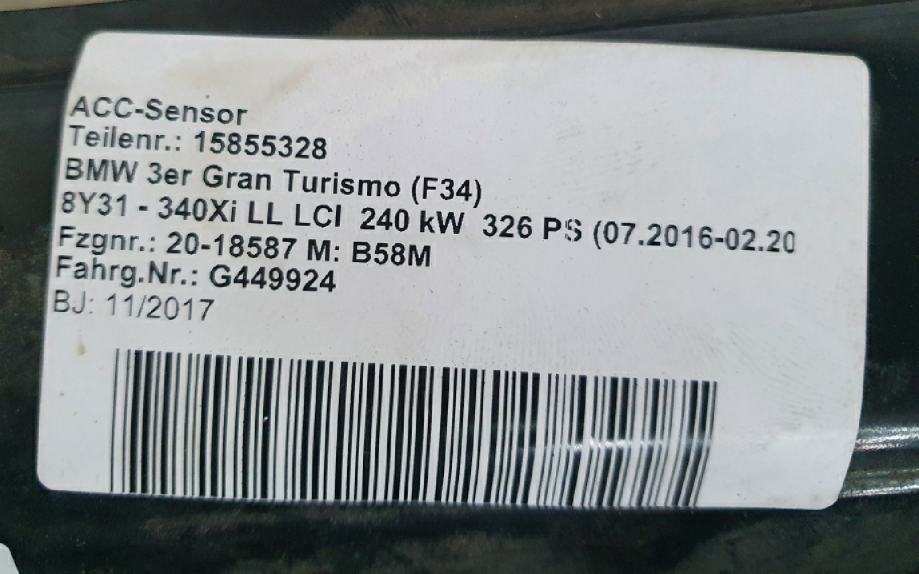 ACC-Sensor
Teilenr.: 15855328
BMW 3er Gran Turismo (F34)
8Y31 - 340Xi LL LCI 240 kW 326 PS (07.2016-02.20
Fzgnr.: 20-18587 M: B58M
Fahrg.Nr.: G449924
BJ: 11/2017